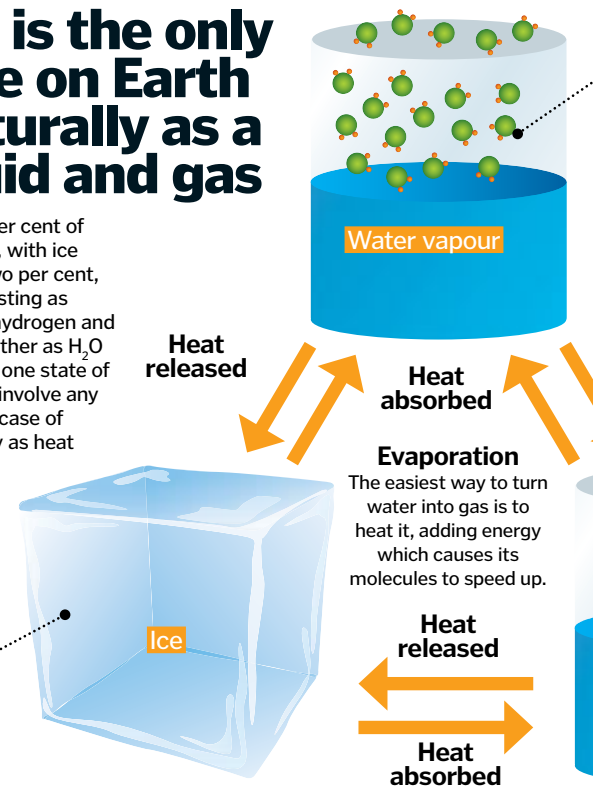 is the only
e on Earth
turally as a
uid and gas
er cent of
, with ice
wo per cent,
sting as
hydrogen and
ther as H₂O
one state of
involve any
case of
y as heat
Water vapour
Heat
released
Heat
absorbed
Evaporation
The easiest way to turn
water into gas is to
heat it, adding energy
which causes its
molecules to speed up.
Ice
Heat
released
Heat
absorbed